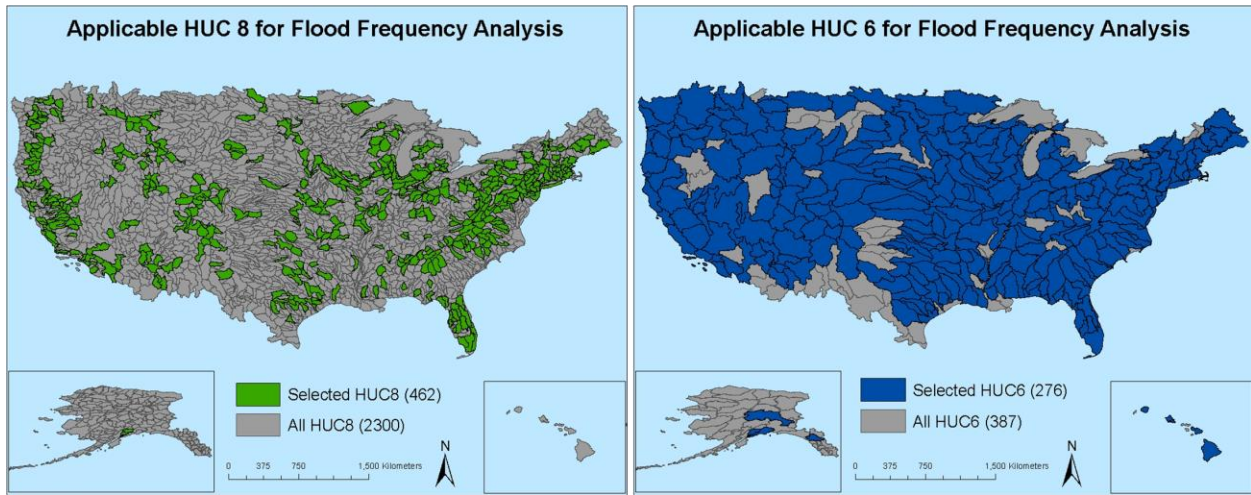 Applicable HUC 8 for Flood Frequency Analysis
Selected HUC8 (462)
All HUC8 (2300)
N
0 375 750 1,500 Kilometers
Applicable HUC 6 for Flood Frequency Analysis
Selected HUC6 (276)
All HUC6 (387)
N
0 375 750 1,500 Kilometers